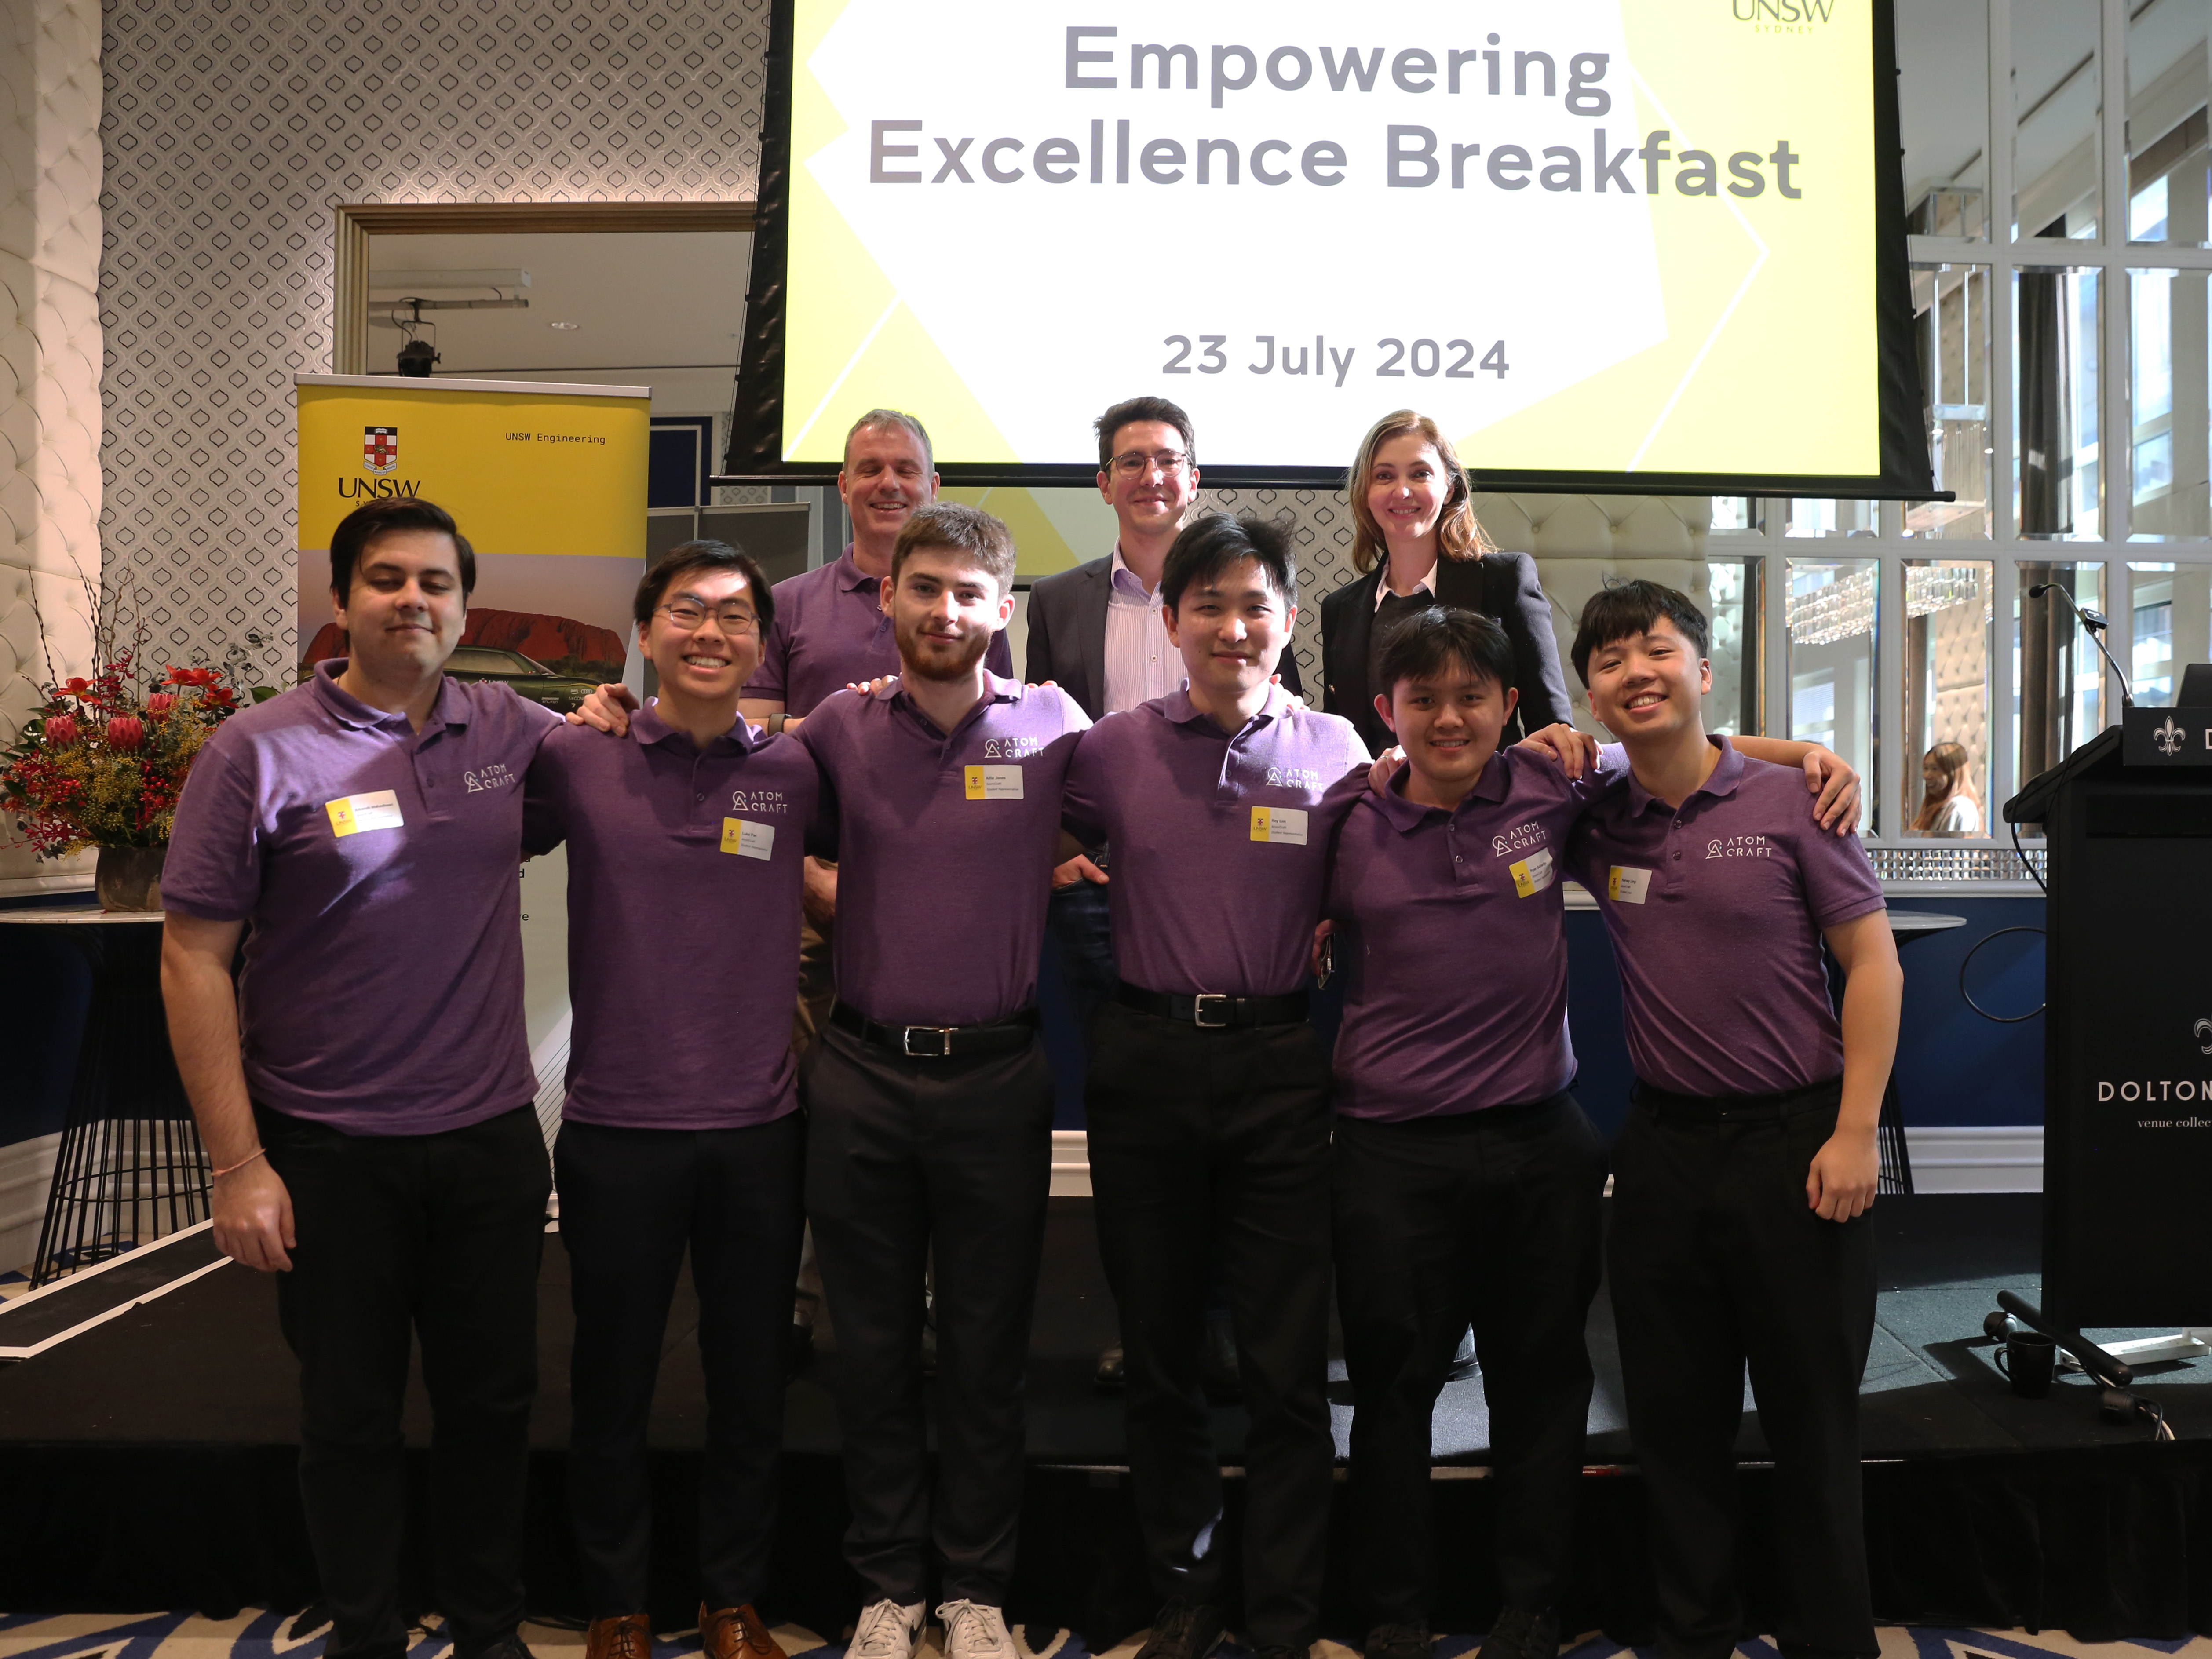 UNSW
SYDNEY
Empowering
Excellence Breakfast
23 July 2024
UNSW Engineering
UNSW
ATOM
CRAFT
ATOM
CRAFT
ATOM
CRAFT
ATOM
CRAFT
ATOM
CRAFT
ATOM
CRAFT
D
DOLTON
venue collec